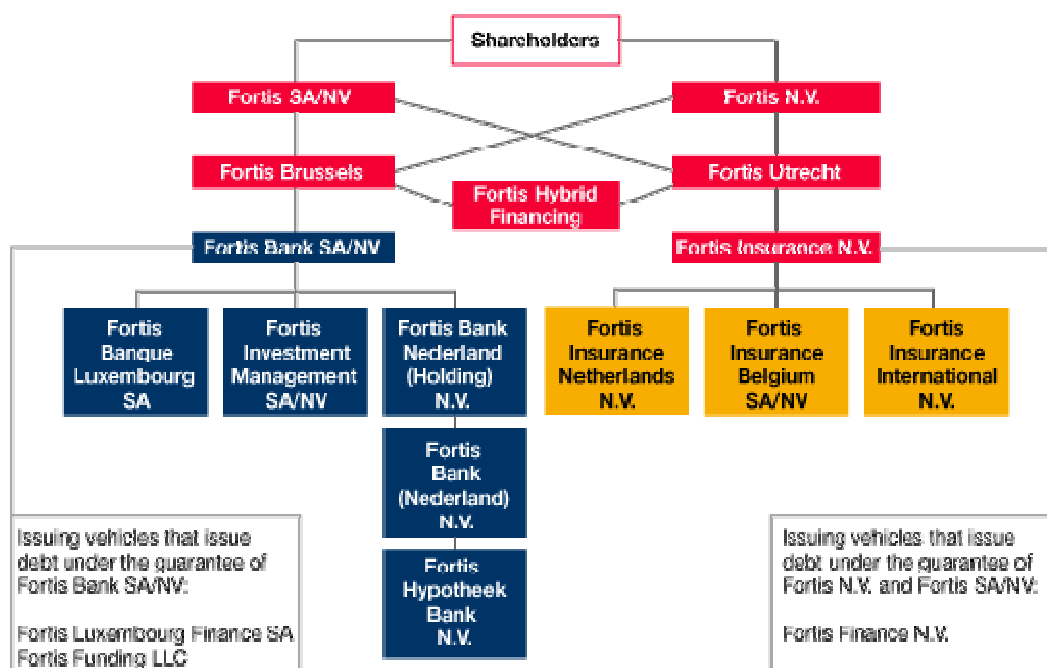 Shareholders
Fortis SA/NV
Fortis N.V.
Fortis Brussels
Fortis Utrecht
Fortis Hybrid
Financing
Fortis Bank SA/NV
Fortis Insurance N.V.
Fortis
Banque
Luxembourg
SA
Fortis
Investment
Management
SA/NV
Fortis Bank
Nederland
(Holding)
N.V.
Fortis
Insurance
Netherlands
N.V.
Fortis
Insurance
Belgium
SA/NV
Fortis
Insurance
International
N.V.
Fortis
Bank
(Nederland)
N.V.
Fortis
Hypotheek
Bank
N.V.
Issuing vehicles that issue
debt under the guarantee of
Fortis Bank SA/NV:
Fortis Luxembourg Finance SA
Fortis Funding LLC
Issuing vehicles that issue
debt under the guarantee of
Fortis N.V. and Fortis SA/NV:
Fortis Finance N.V.